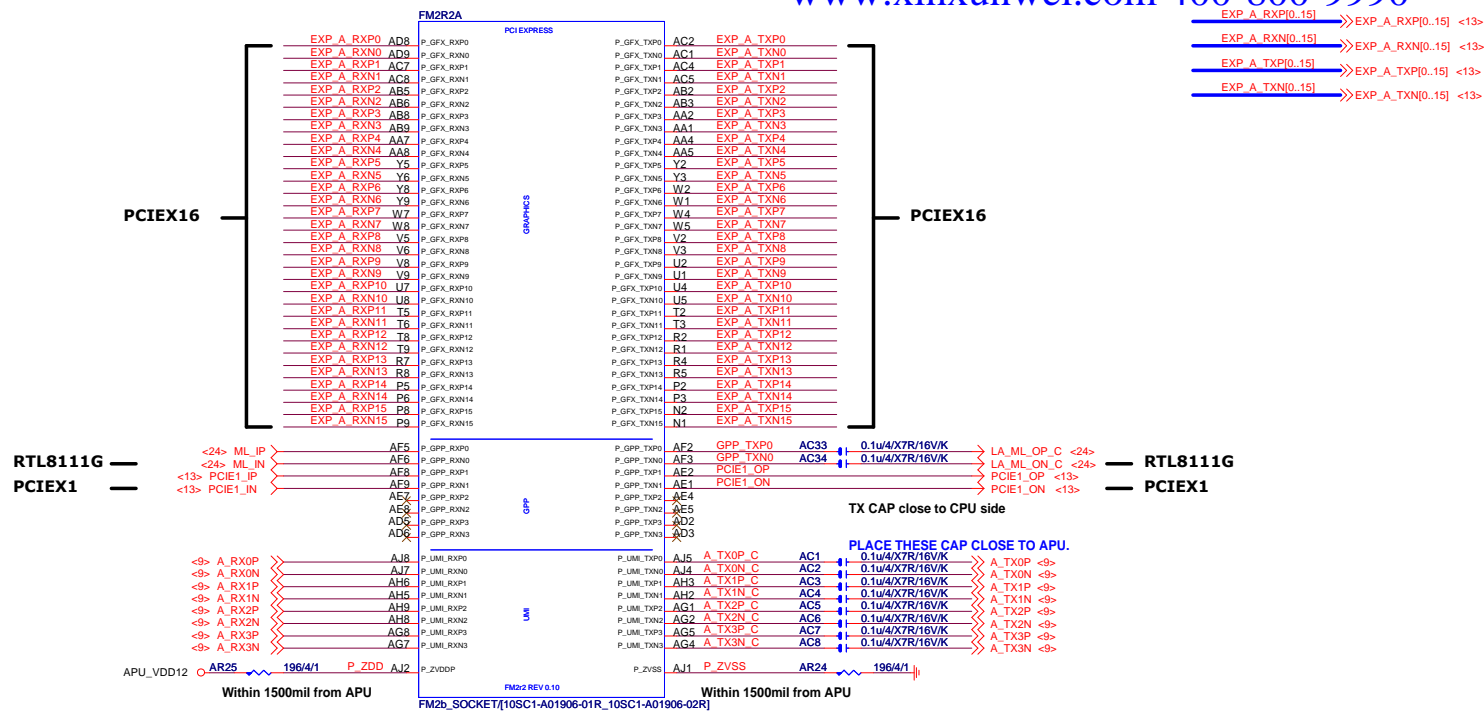 FM2R2A
PCI EXPRESS
EXP_A_RXP[0..15] EXP_A_RXP[0..15] <13>
EXP_A_RXN[0..15] EXP_A_RXN[0..15] <13>
EXP_A_TXP[0..15] EXP_A_TXP[0..15] <13>
EXP_A_TXN[0..15] EXP_A_TXN[0..15] <13>
EXP_A_RXP0 AD8 P_GFX_RXP0 P_GFX_TXP0 AC2 EXP_A_TXP0
EXP_A_RXN0 AD9 P_GFX_RXN0 P_GFX_TXN0 AC1 EXP_A_TXN0
EXP_A_RXP1 AC7 P_GFX_RXP1 P_GFX_TXP1 AC4 EXP_A_TXP1
EXP_A_RXN1 AC8 P_GFX_RXN1 P_GFX_TXN1 AC5 EXP_A_TXN1
EXP_A_RXP2 AB5 P_GFX_RXP2 P_GFX_TXP2 AB2 EXP_A_TXP2
EXP_A_RXN2 AB6 P_GFX_RXN2 P_GFX_TXN2 AB3 EXP_A_TXN2
EXP_A_RXP3 AB8 P_GFX_RXP3 P_GFX_TXP3 AA2 EXP_A_TXP3
EXP_A_RXN3 AB9 P_GFX_RXN3 P_GFX_TXN3 AA1 EXP_A_TXN3
EXP_A_RXP4 AA7 P_GFX_RXP4 P_GFX_TXP4 AA4 EXP_A_TXP4
EXP_A_RXN4 AA8 P_GFX_RXN4 P_GFX_TXN4 AA5 EXP_A_TXN4
EXP_A_RXP5 Y5 P_GFX_RXP5 P_GFX_TXP5 Y2 EXP_A_TXP5
EXP_A_RXN5 Y6 P_GFX_RXN5 P_GFX_TXN5 Y3 EXP_A_TXN5
EXP_A_RXP6 Y8 P_GFX_RXP6 P_GFX_TXP6 W2 EXP_A_TXP6
EXP_A_RXN6 Y9 P_GFX_RXN6 P_GFX_TXN6 W1 EXP_A_TXN6
PCIEX16 EXP_A_RXP7 W7 P_GFX_RXP7 GRAPHICS P_GFX_TXP7 W4 EXP_A_TXP7 PCIEX16
EXP_A_RXN7 W8 P_GFX_RXN7 P_GFX_TXN7 W5 EXP_A_TXN7
EXP_A_RXP8 V5 P_GFX_RXP8 P_GFX_TXP8 V2 EXP_A_TXP8
EXP_A_RXN8 V6 P_GFX_RXN8 P_GFX_TXN8 V3 EXP_A_TXN8
EXP_A_RXP9 V8 P_GFX_RXP9 P_GFX_TXP9 U2 EXP_A_TXP9
EXP_A_RXN9 V9 P_GFX_RXN9 P_GFX_TXN9 U1 EXP_A_TXN9
EXP_A_RXP10 U7 P_GFX_RXP10 P_GFX_TXP10 U4 EXP_A_TXP10
EXP_A_RXN10 U8 P_GFX_RXN10 P_GFX_TXN10 U5 EXP_A_TXN10
EXP_A_RXP11 T5 P_GFX_RXP11 P_GFX_TXP11 T2 EXP_A_TXP11
EXP_A_RXN11 T6 P_GFX_RXN11 P_GFX_TXN11 T3 EXP_A_TXN11
EXP_A_RXP12 T8 P_GFX_RXP12 P_GFX_TXP12 R2 EXP_A_TXP12
EXP_A_RXN12 T9 P_GFX_RXN12 P_GFX_TXN12 R1 EXP_A_TXN12
EXP_A_RXP13 R7 P_GFX_RXP13 P_GFX_TXP13 R4 EXP_A_TXP13
EXP_A_RXN13 R8 P_GFX_RXN13 P_GFX_TXN13 R5 EXP_A_TXN13
EXP_A_RXP14 P5 P_GFX_RXP14 P_GFX_TXP14 P2 EXP_A_TXP14
EXP_A_RXN14 P6 P_GFX_RXN14 P_GFX_TXN14 P3 EXP_A_TXN14
EXP_A_RXP15 P8 P_GFX_RXP15 P_GFX_TXP15 N2 EXP_A_TXP15
EXP_A_RXN15 P9 P_GFX_RXN15 P_GFX_TXN15 N1 EXP_A_TXN15
<24> ML_IP AF5 P_GPP_RXP0 P_GPP_TXP0 AF2 GPP_TXP0 AC33 0.1u/4/X7R/16V/K LA_ML_OP_C <24>
RTL8111G <24> ML_IN AF6 P_GPP_RXN0 P_GPP_TXN0 AF3 GPP_TXN0 AC34 0.1u/4/X7R/16V/K LA_ML_ON_C <24> RTL8111G
<13> PCIE1_IP AF8 P_GPP_RXP1 P_GPP_TXP1 AE2 PCIE1_OP PCIE1_OP <13>
PCIEX1 <13> PCIE1_IN AF9 P_GPP_RXN1 P_GPP_TXN1 AE1 PCIE1_ON PCIE1_ON <13> PCIEX1
AE7 P_GPP_RXP2 P_GPP_TXP2 AE4
AE8 P_GPP_RXN2 GPP P_GPP_TXN2 AE5 TX CAP close to CPU side
AD5 P_GPP_RXP3 P_GPP_TXP3 AD2
AD6 P_GPP_RXN3 P_GPP_TXN3 AD3
PLACE THESE CAP CLOSE TO APU.
<9> A_RX0P AJ8 P_UMI_RXP0 P_UMI_TXP0 AJ5 A_TX0P_C AC1 0.1u/4/X7R/16V/K A_TX0P <9>
<9> A_RX0N AJ7 P_UMI_RXN0 P_UMI_TXN0 AJ4 A_TX0N_C AC2 0.1u/4/X7R/16V/K A_TX0N <9>
<9> A_RX1P AH6 P_UMI_RXP1 P_UMI_TXP1 AH3 A_TX1P_C AC3 0.1u/4/X7R/16V/K A_TX1P <9>
<9> A_RX1N AH5 P_UMI_RXN1 P_UMI_TXN1 AH2 A_TX1N_C AC4 0.1u/4/X7R/16V/K A_TX1N <9>
<9> A_RX2P AH9 P_UMI_RXP2 UMI P_UMI_TXP2 AG1 A_TX2P_C AC5 0.1u/4/X7R/16V/K A_TX2P <9>
<9> A_RX2N AH8 P_UMI_RXN2 P_UMI_TXN2 AG2 A_TX2N_C AC6 0.1u/4/X7R/16V/K A_TX2N <9>
<9> A_RX3P AG8 P_UMI_RXP3 P_UMI_TXP3 AG5 A_TX3P_C AC7 0.1u/4/X7R/16V/K A_TX3P <9>
<9> A_RX3N AG7 P_UMI_RXN3 P_UMI_TXN3 AG4 A_TX3N_C AC8 0.1u/4/X7R/16V/K A_TX3N <9>
APU_VDD12 AR25 196/4/1 P_ZDD AJ2 P_ZVDDP P_ZVSS AJ1 P_ZVSS AR24 196/4/1
Within 1500mil from APU FM2r2 REV 0.10 Within 1500mil from APU
FM2b_SOCKET/[10SC1-A01906-01R_10SC1-A01906-02R]